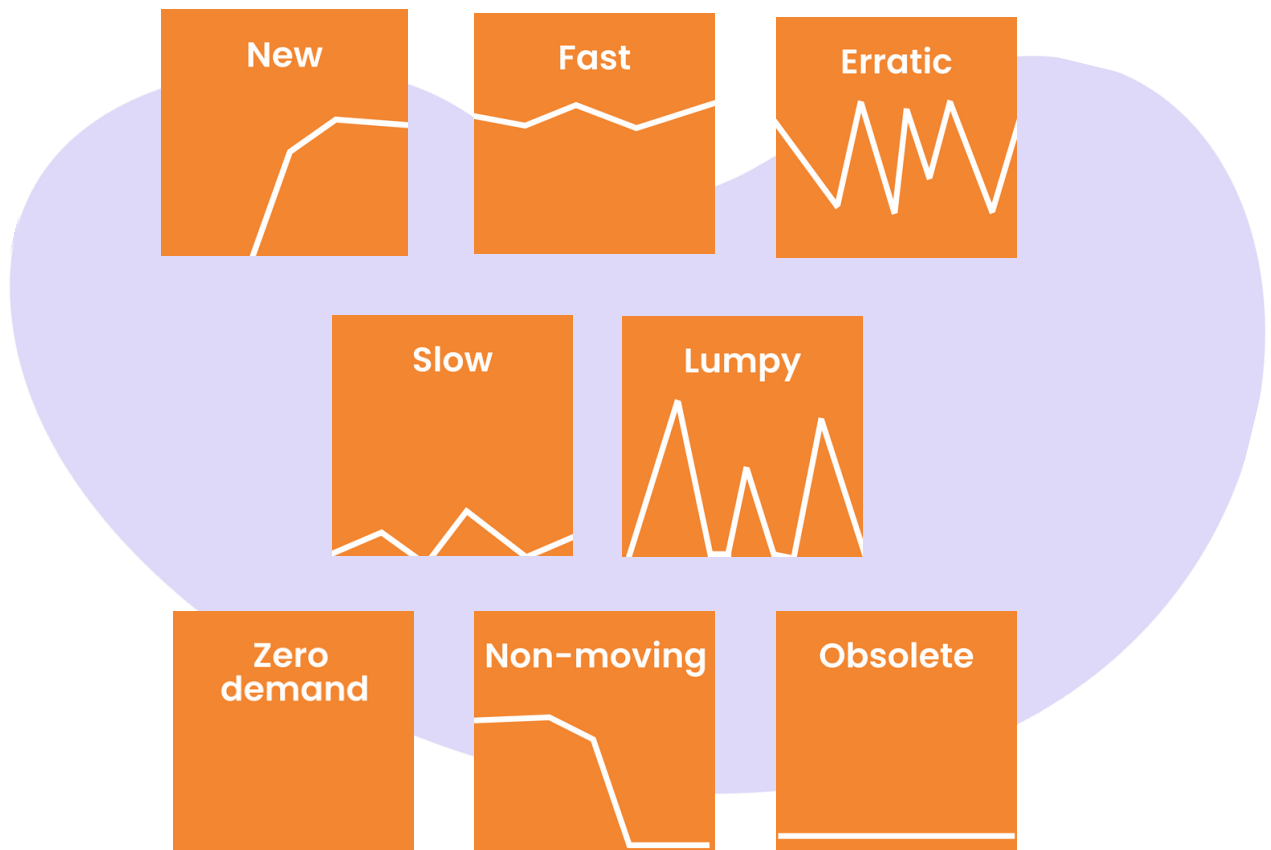 New
Fast
Erratic
Slow
Lumpy
Zero
demand
Non-moving
Obsolete